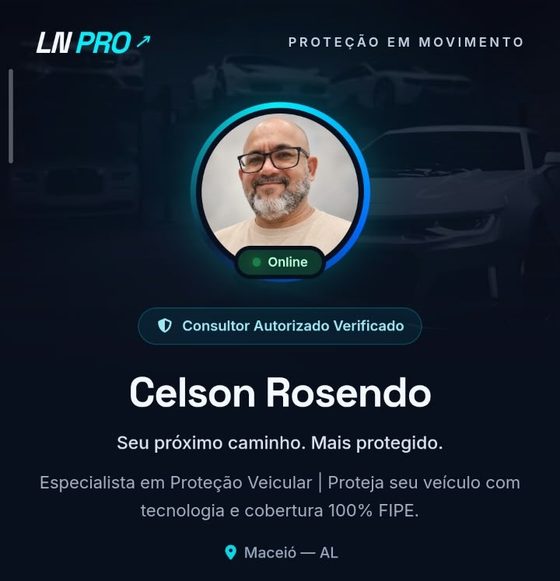 LN PRO
PROTEÇÃO EM MOVIMENTO
Online
Consultor Autorizado Verificado
Celson Rosendo
Seu próximo caminho. Mais protegido.
Especialista em Proteção Veicular | Proteja seu veículo com
tecnologia e cobertura 100% FIPE.
Maceió — AL